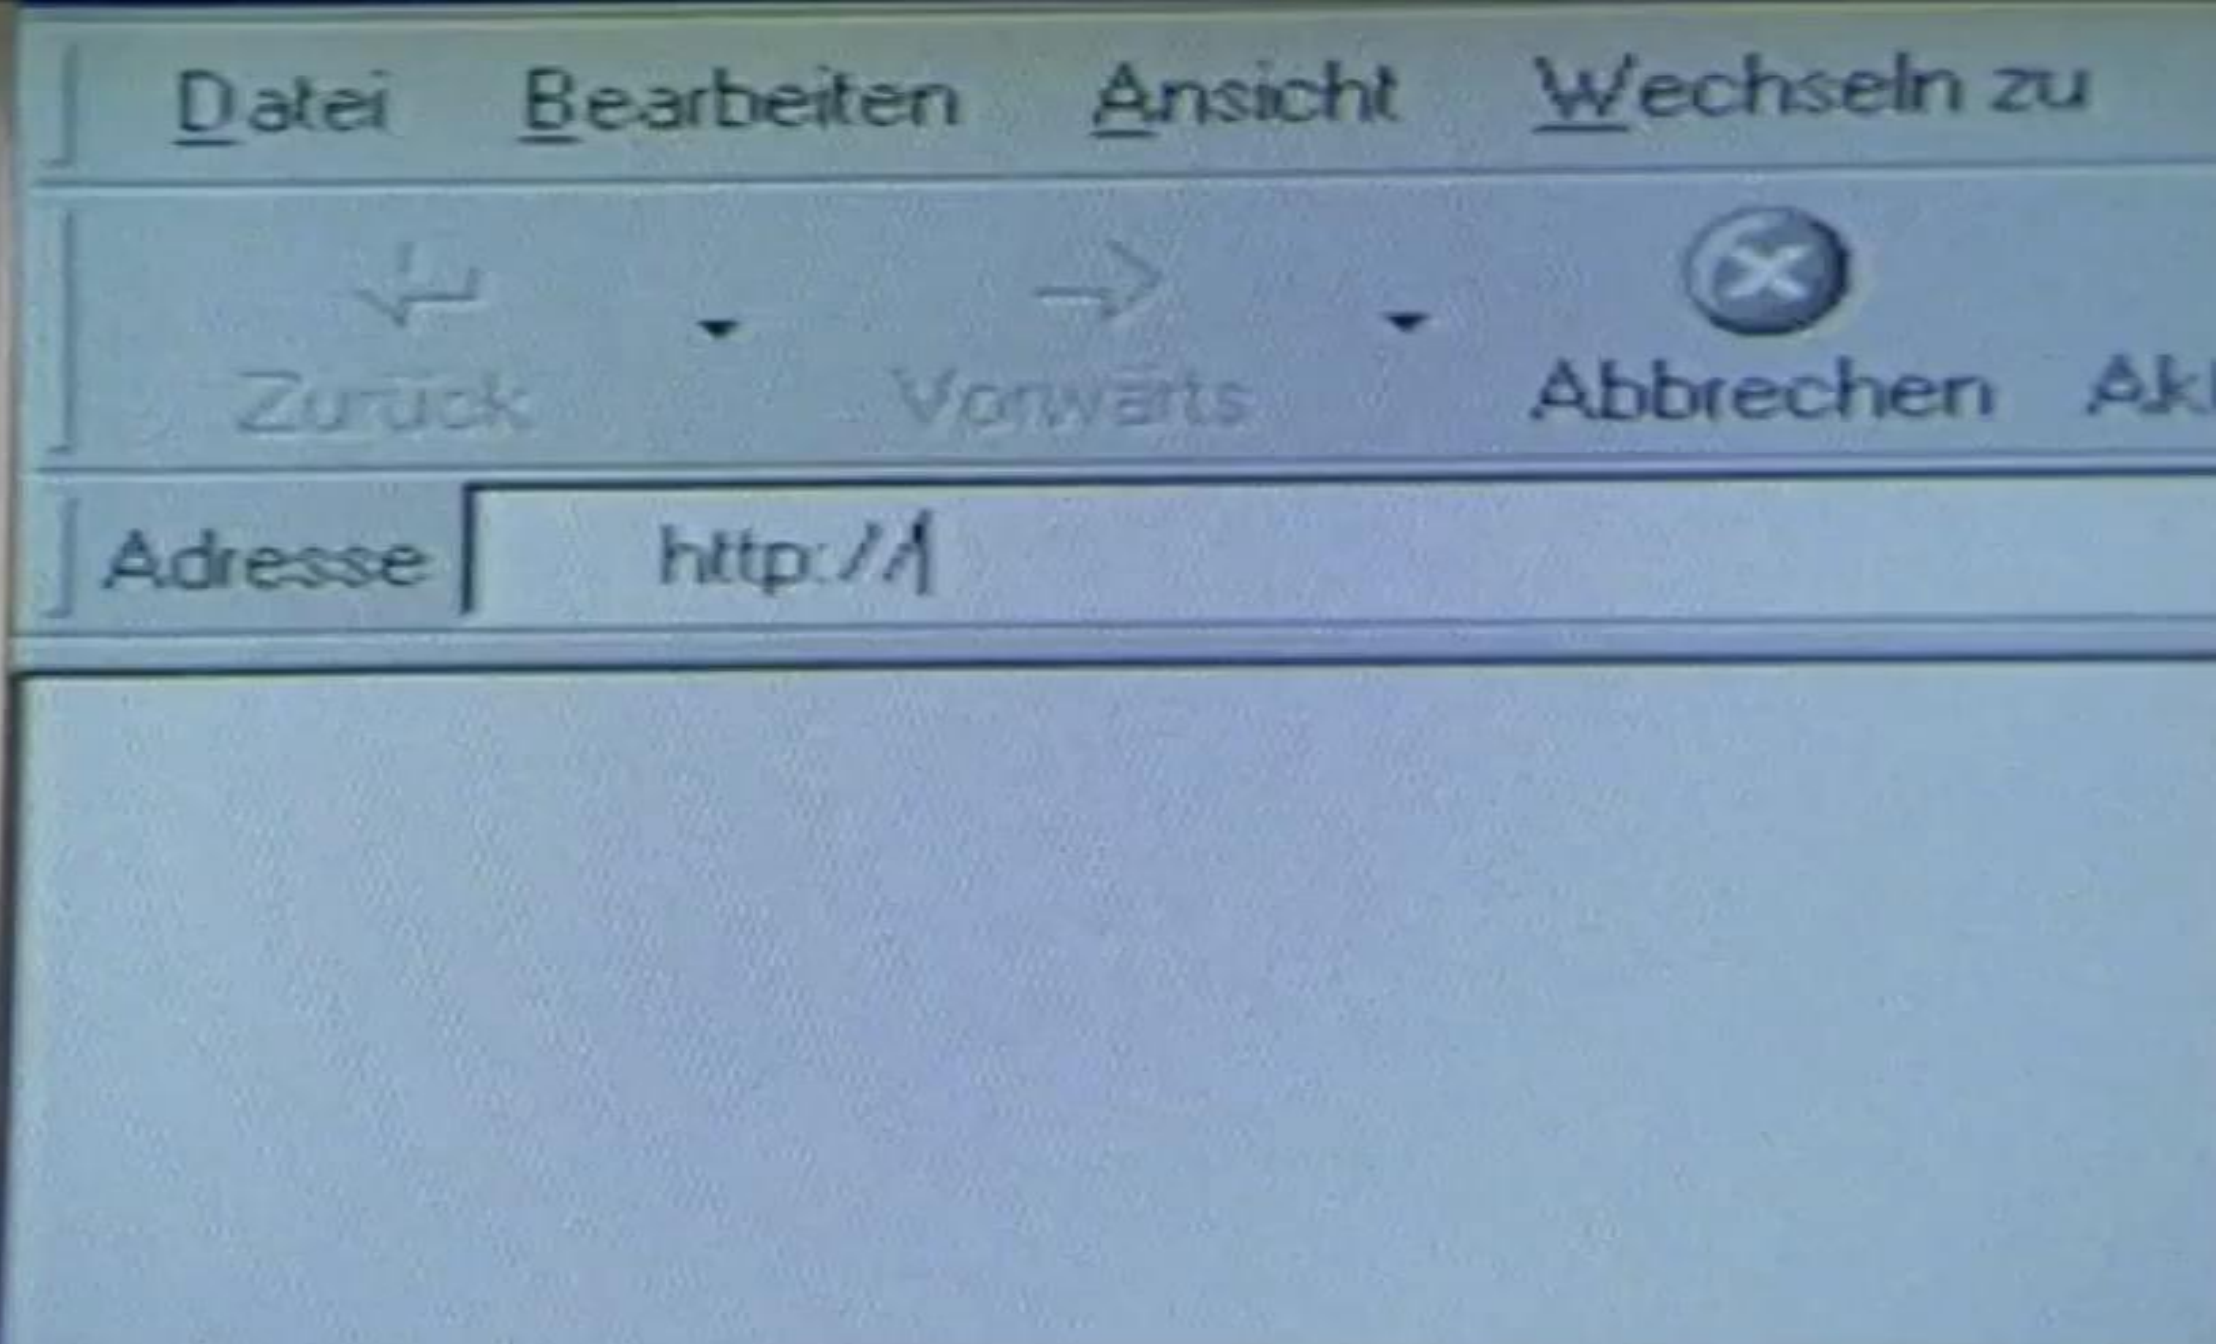 Datei Bearbeiten Ansicht Wechseln zu
Zurück Vorwärts Abbrechen
Adresse http://